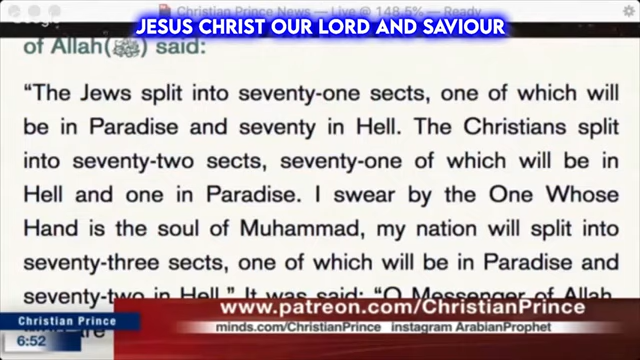 Christian Prince News — Live @ 148.5% — Ready
JESUS CHRIST OUR LORD AND SAVIOUR
of Allah(ﷺ) said:
“The Jews split into seventy-one sects, one of which will
be in Paradise and seventy in Hell. The Christians split
into seventy-two sects, seventy-one of which will be in
Hell and one in Paradise. I swear by the One Whose
Hand is the soul of Muhammad, my nation will split into
seventy-three sects, one of which will be in Paradise and
seventy-two in Hell.” It was said: “O Messenger of Allah,
www.patreon.com/ChristianPrince
Christian Prince
minds.com/ChristianPrince instagram ArabianProphet
6:52